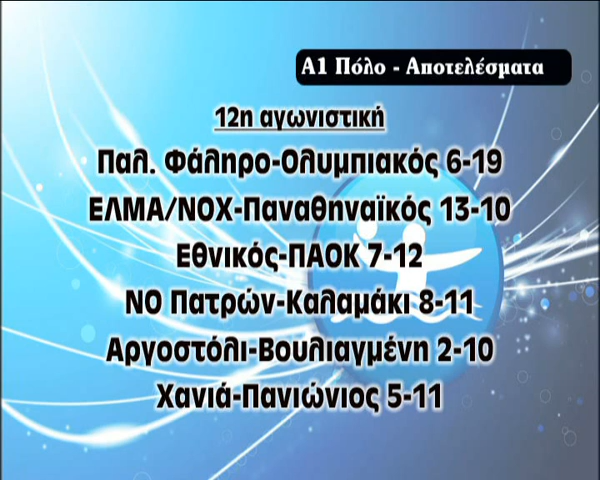 Α1 Πόλο - Αποτελέσματα
12η αγωνιστική
Παλ. Φάληρο-Ολυμπιακός 6-19
ΕΛΜΑ/ΝΟΧ-Παναθηναϊκός 13-10
Εθνικός-ΠΑΟΚ 7-12
ΝΟ Πατρών-Καλαμάκι 8-11
Αργοστόλι-Βουλιαγμένη 2-10
Χανιά-Πανιώνιος 5-11